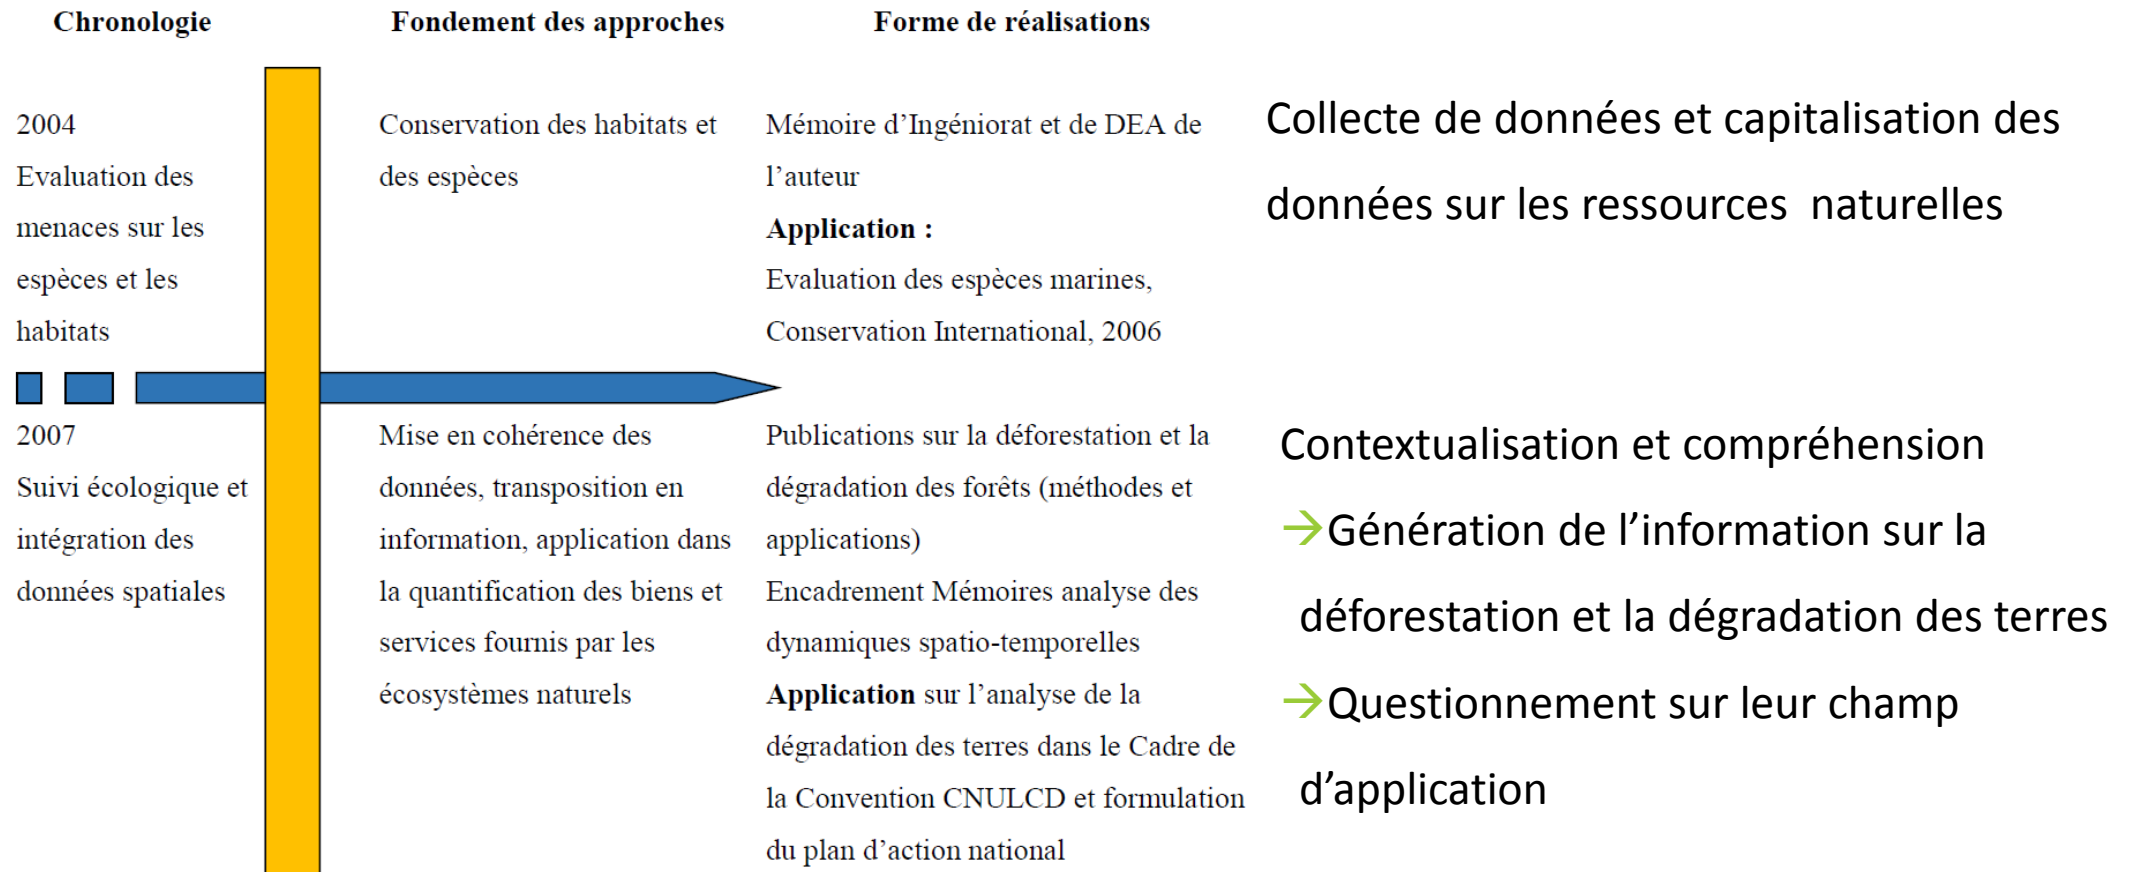 Chronologie
Fondement des approches
Forme de réalisations
2004
Evaluation des
menaces sur les
espèces et les
habitats
Conservation des habitats et
des espèces
Mémoire d'Ingéniorat et de DEA de
l'auteur
Application :
Evaluation des espèces marines,
Conservation International, 2006
Collecte de données et capitalisation des
données sur les ressources naturelles
2007
Suivi écologique et
intégration des
données spatiales
Mise en cohérence des
données, transposition en
information, application dans
la quantification des biens et
services fournis par les
écosystèmes naturels
Publications sur la déforestation et la
dégradation des forêts (méthodes et
applications)
Encadrement Mémoires analyse des
dynamiques spatio-temporelles
Application sur l'analyse de la
dégradation des terres dans le Cadre de
la Convention CNULCD et formulation
du plan d'action national
Contextualisation et compréhension
→Génération de l'information sur la
déforestation et la dégradation des terres
→Questionnement sur leur champ
d'application